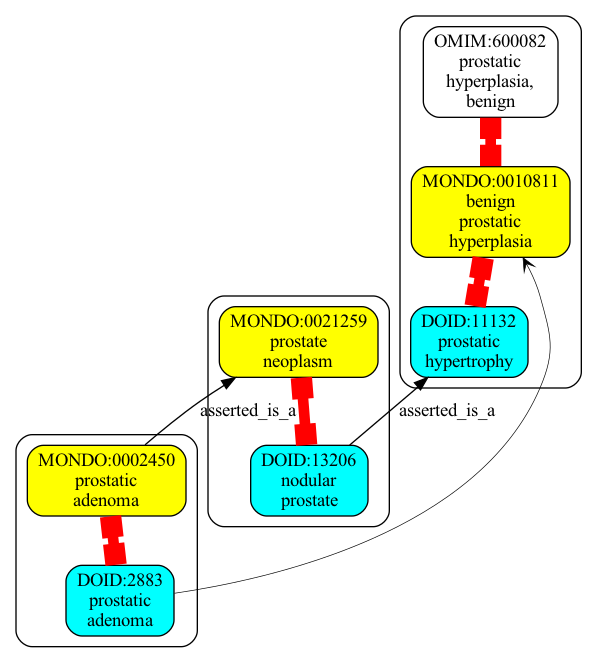 OMIM:600082
prostatic
hyperplasia,
benign
MONDO:0010811
benign
prostatic
hyperplasia
MONDO:0021259
prostate
neoplasm
DOID:11132
prostatic
hypertrophy
asserted_is_a
asserted_is_a
MONDO:0002450
prostatic
adenoma
DOID:13206
nodular
prostate
DOID:2883
prostatic
adenoma